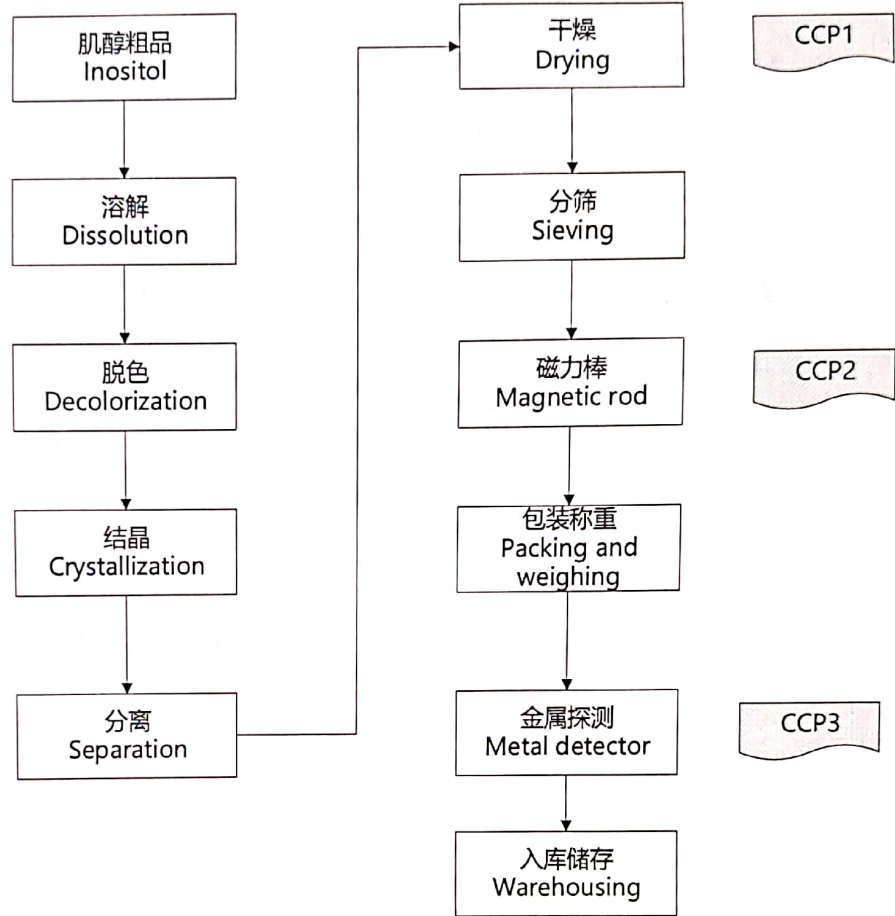 肌醇粗品
Inositol
溶解
Dissolution
脱色
Decolorization
结晶
Crystallization
分离
Separation
干燥
Drying
CCP1
分筛
Sieving
磁力棒
Magnetic rod
CCP2
包装称重
Packing and
weighing
金属探测
Metal detector
CCP3
入库储存
Warehousing